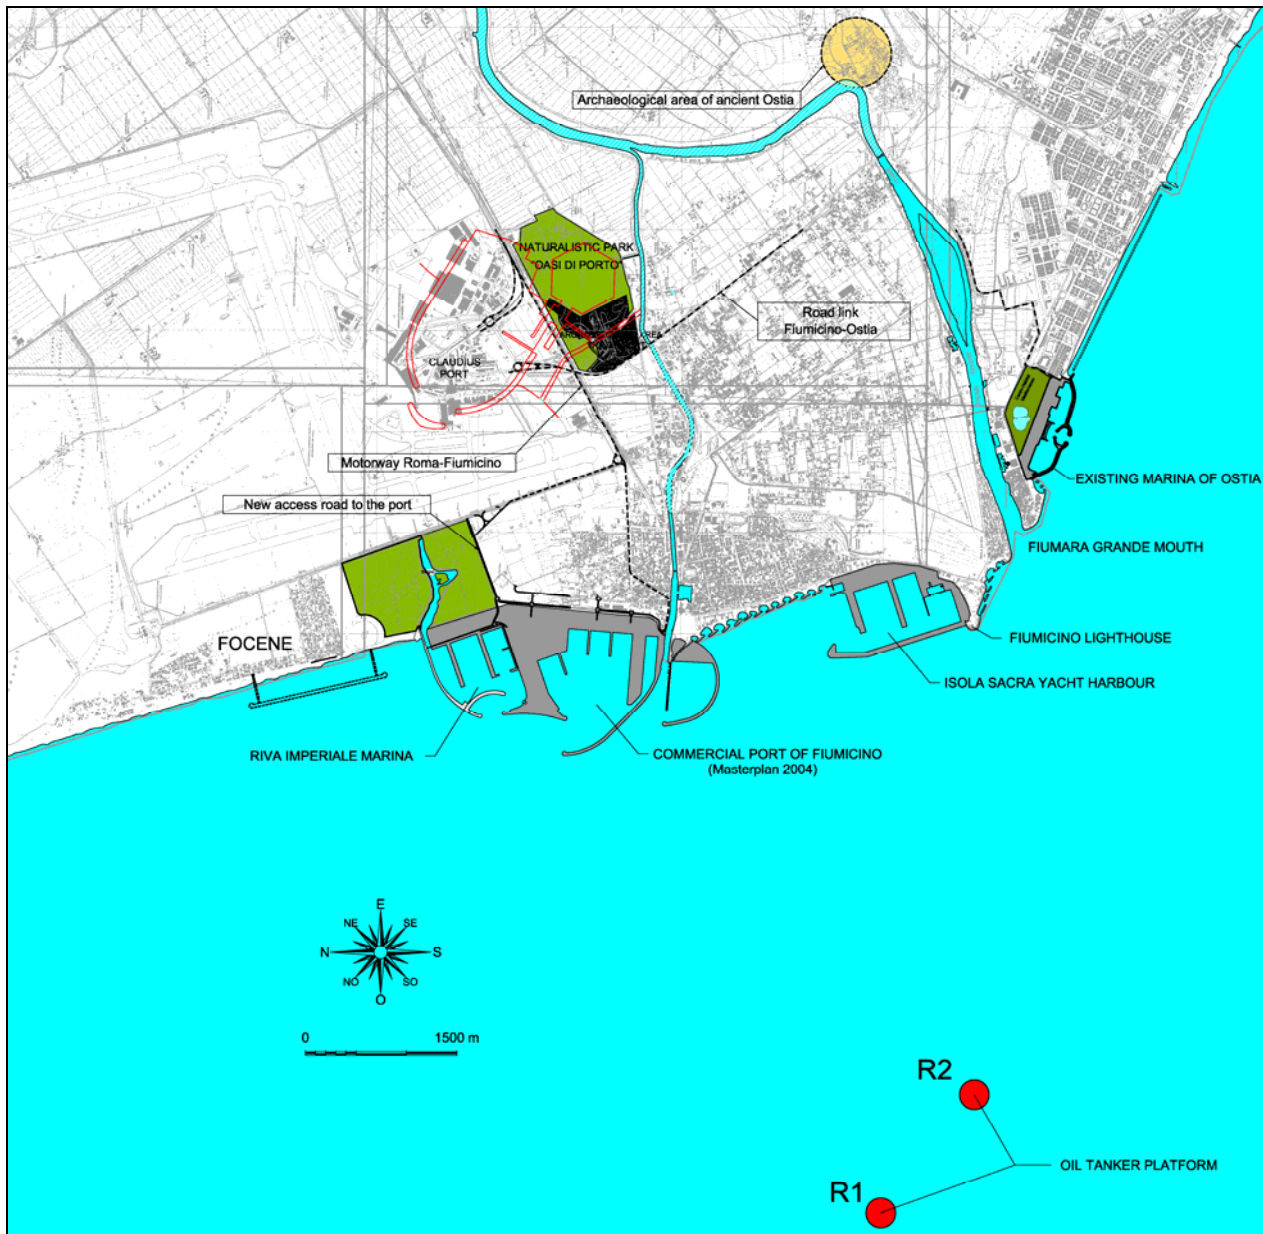 Archaeological area of ancient Ostia
NATURALISTIC PARK
"OASI DI PORTO"
Road link
Fiumicino-Ostia
CLAUDIUS
PORT
Motorway Roma-Fiumicino
EXISTING MARINA OF OSTIA
New access road to the port
FIUMARA GRANDE MOUTH
FIUMICINO LIGHTHOUSE
FOCENE
ISOLA SACRA YACHT HARBOUR
RIVA IMPERIALE MARINA
COMMERCIAL PORT OF FIUMICINO
(Masterplan 2004)
E
NE
SE
N
S
NO
SO
O
0
1500 m
R2
OIL TANKER PLATFORM
R1